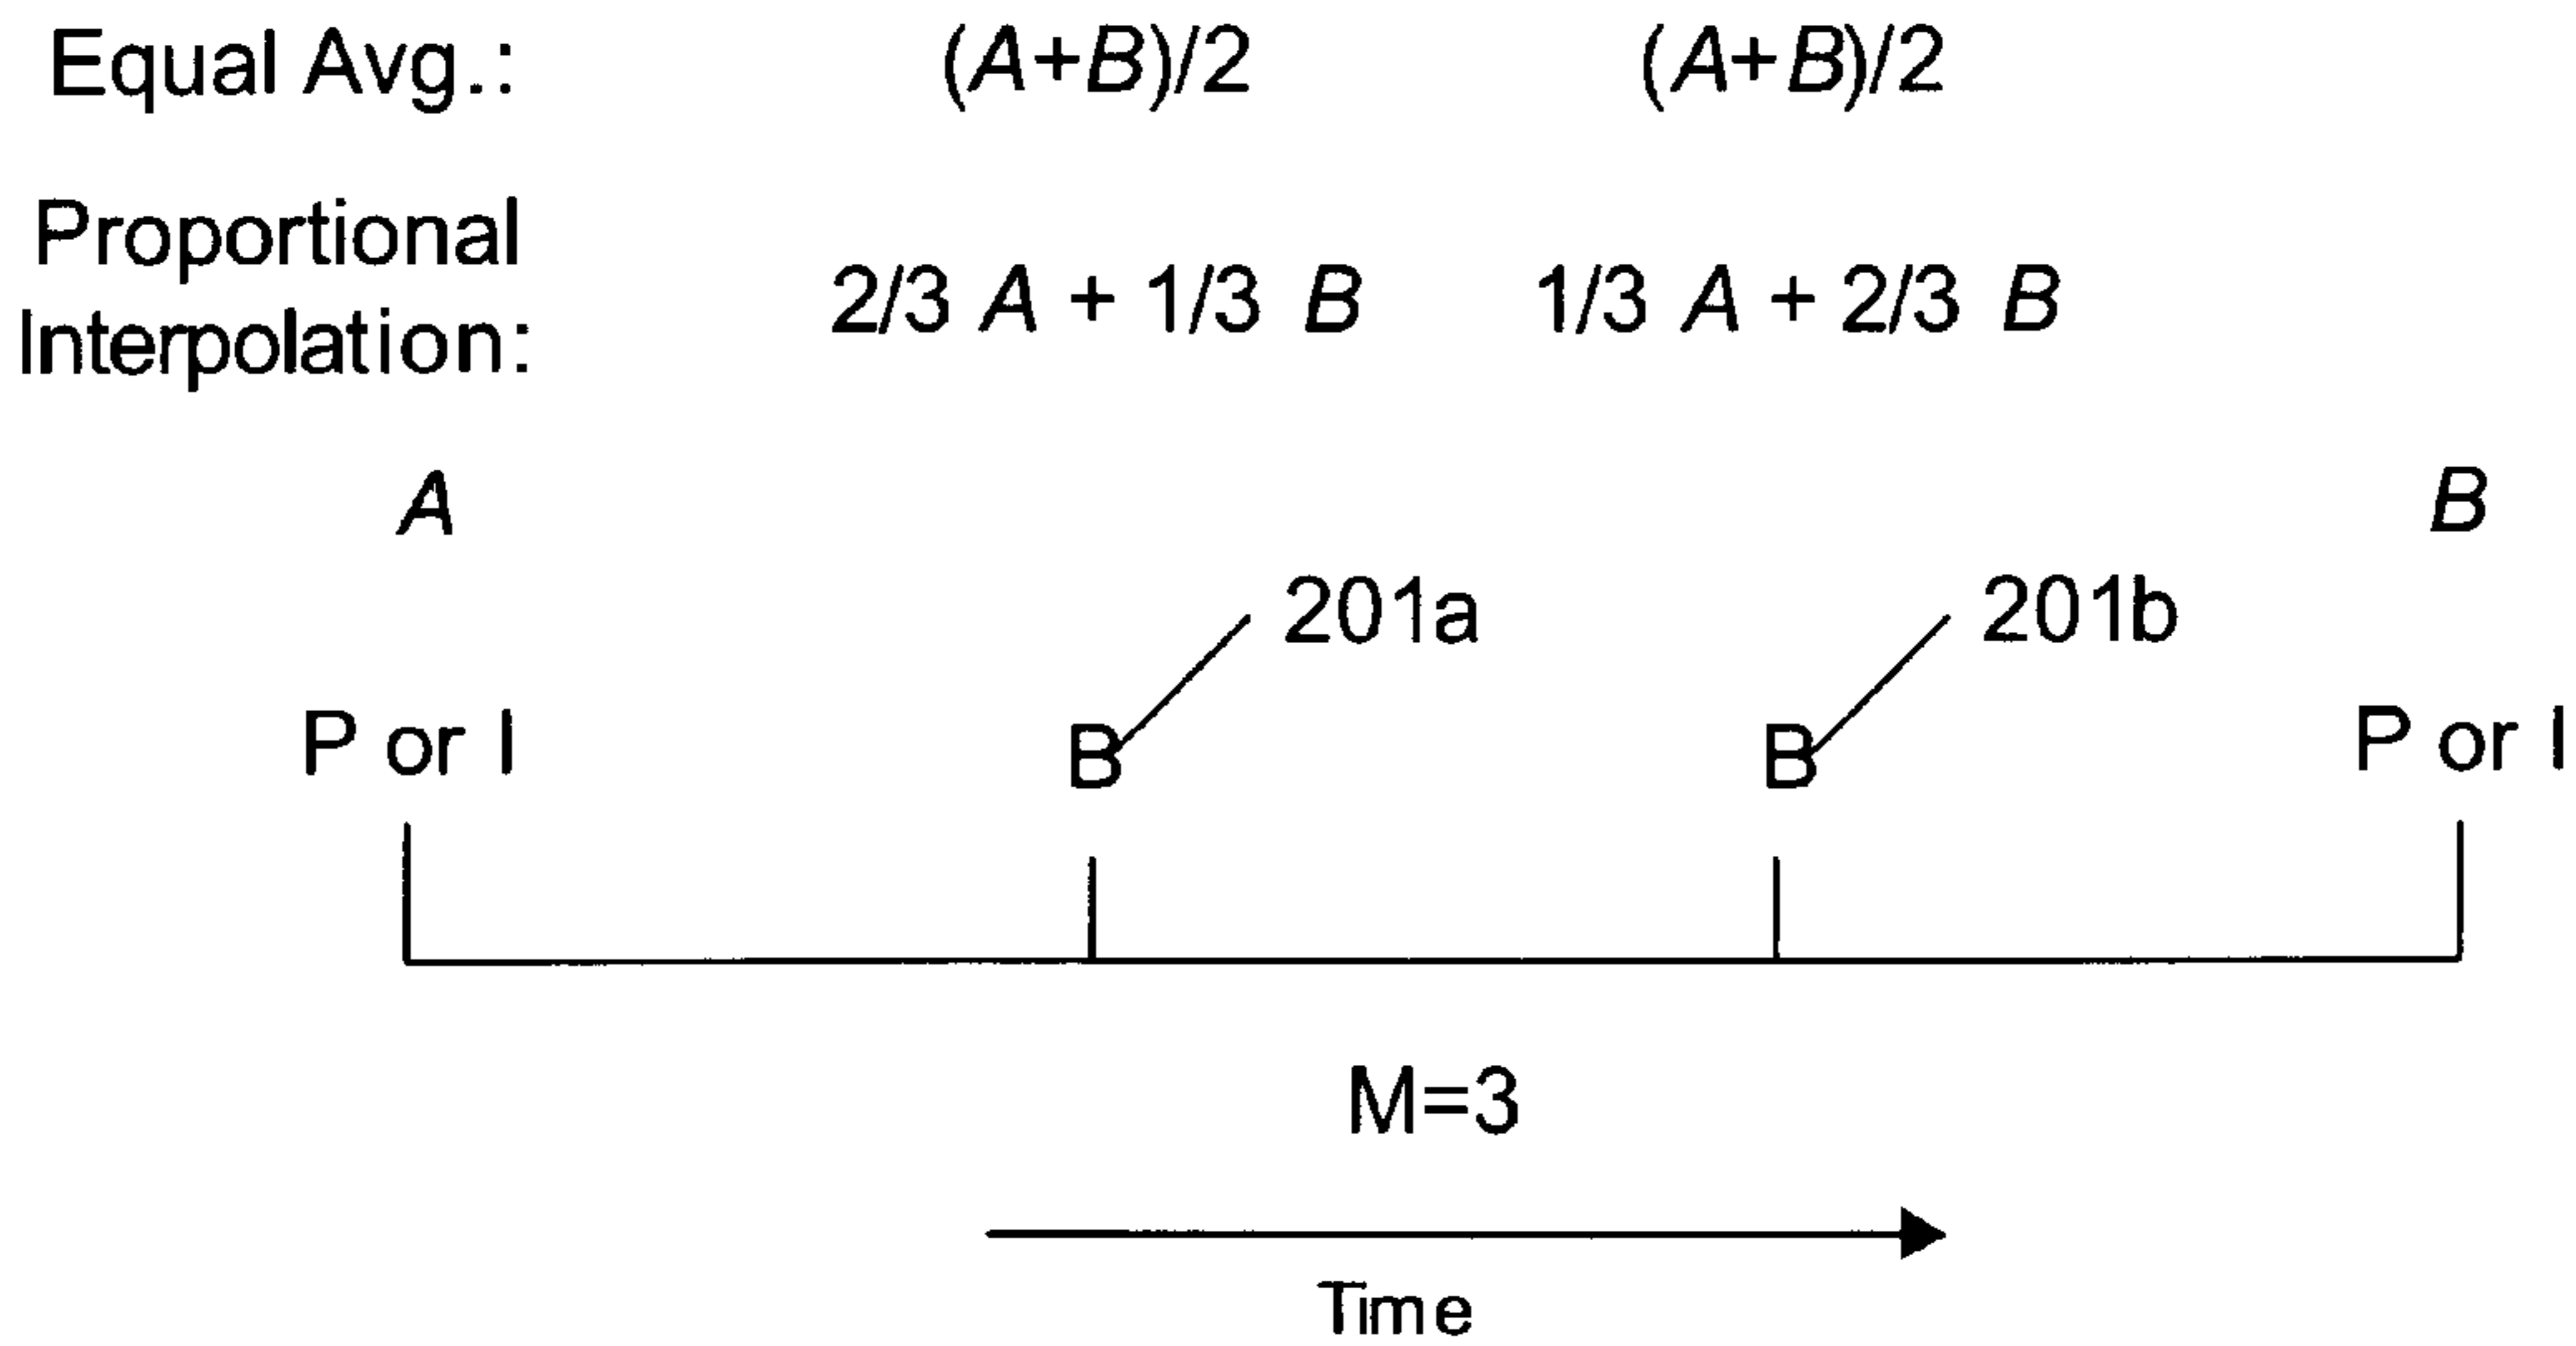 Equal Avg.: (A+B)/2 (A+B)/2
Proportional
Interpolation: 2/3 A + 1/3 B 1/3 A + 2/3 B
A B
201a 201b
P or I B B P or I
M=3
Time